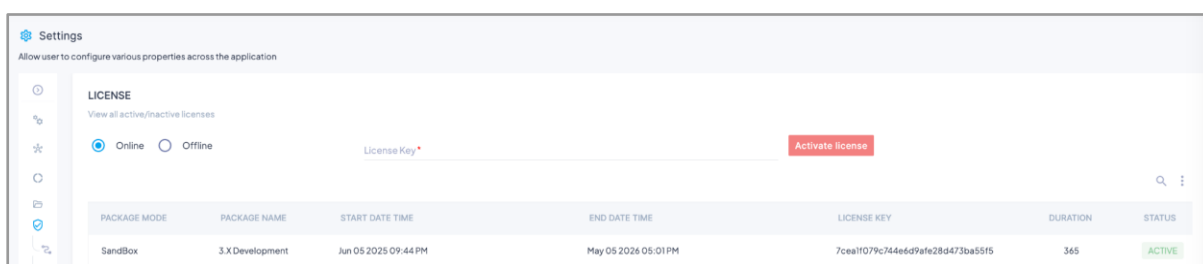 Settings
Allow user to configure various properties across the application
LICENSE
View all active/inactive licenses
Online Offline License Key* Activate license
PACKAGE MODE PACKAGE NAME START DATE TIME END DATE TIME LICENSE KEY DURATION STATUS
SandBox 3.X Development Jun 05 2025 09:44 PM May 05 2026 05:01 PM 7cea1f079c744e6d9afe28d473ba55f5 365 ACTIVE